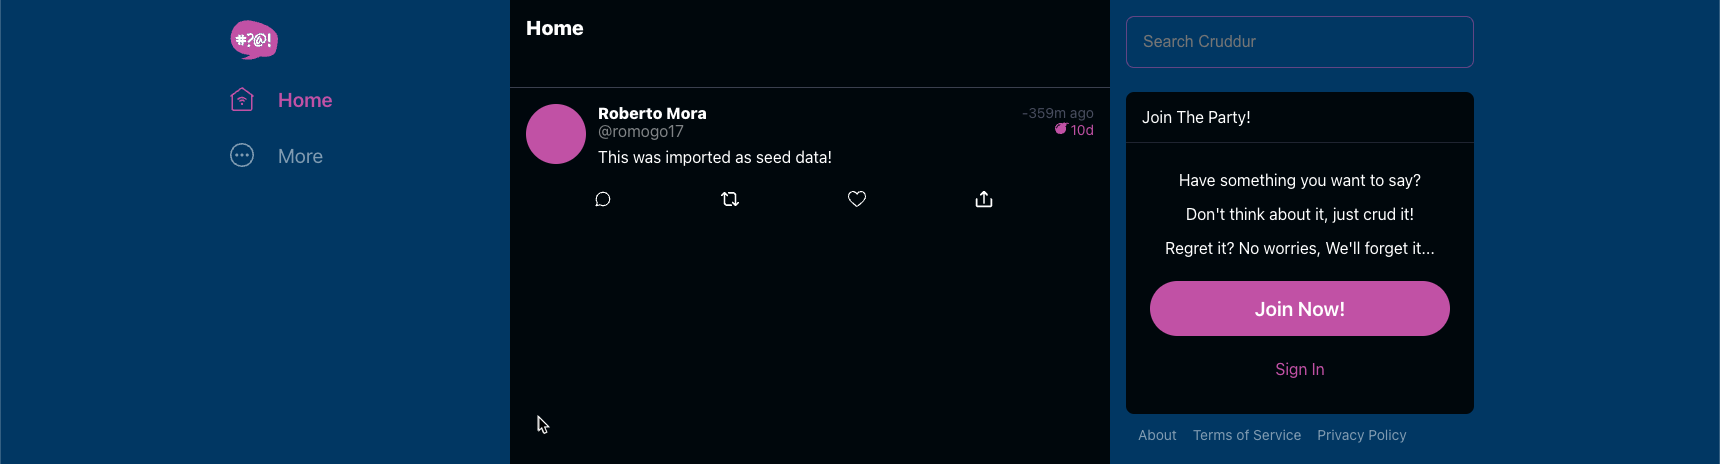 #?@!
Home
More
Home
Roberto Mora
-359m ago
@romogo17
10d
This was imported as seed data!
Search Cruddur
Join The Party!
Have something you want to say?
Don't think about it, just crud it!
Regret it? No worries, We'll forget it...
Join Now!
Sign In
About Terms of Service Privacy Policy